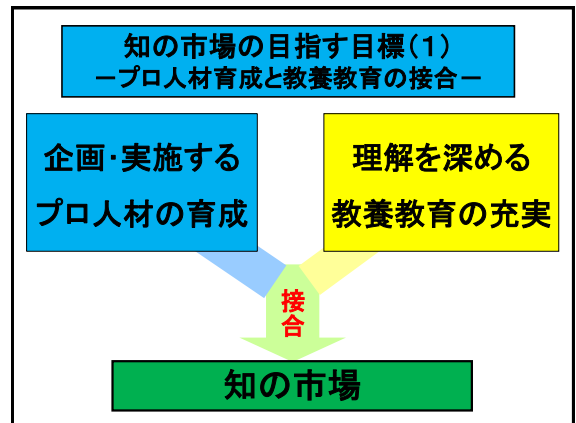 知の市場の目指す目標(1)
－プロ人材育成と教養教育の接合－
企画・実施する
プロ人材の育成
理解を深める
教養教育の充実
接合
知の市場